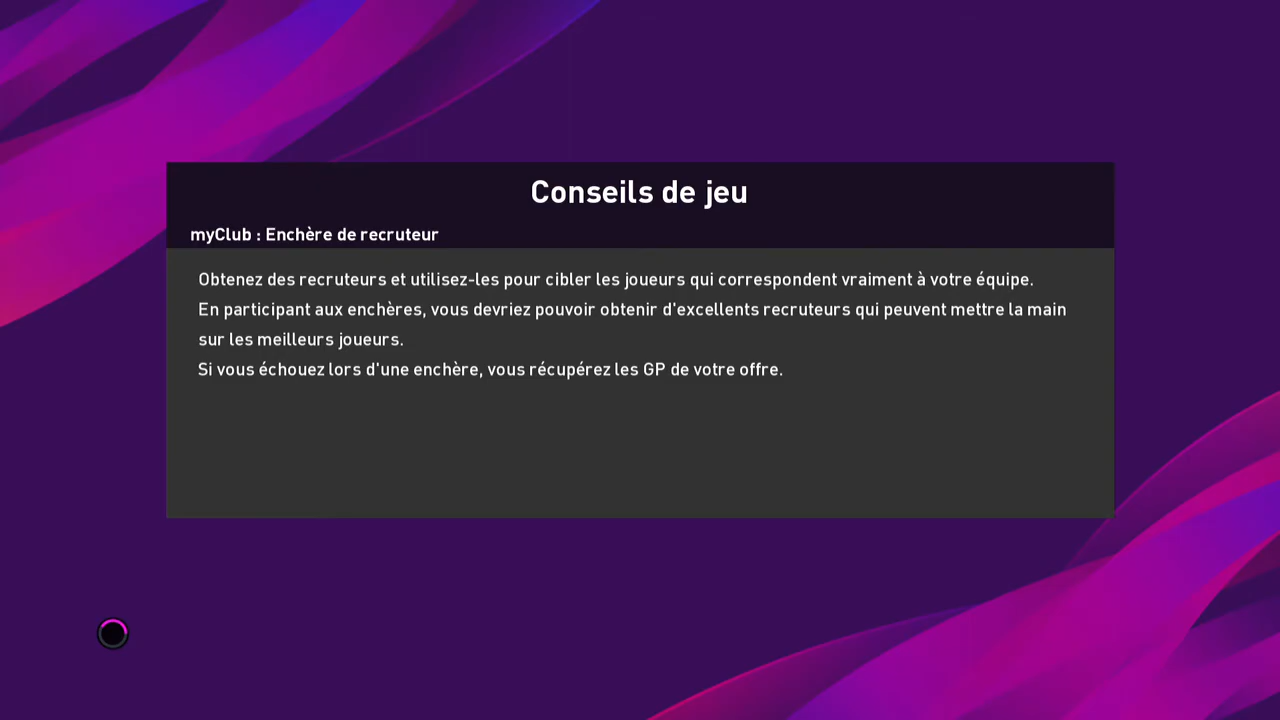 Conseils de jeu
myClub : Enchère de recruteur
Obtenez des recruteurs et utilisez-les pour cibler les joueurs qui correspondent vraiment à votre équipe.
En participant aux enchères, vous devriez pouvoir obtenir d'excellents recruteurs qui peuvent mettre la main
sur les meilleurs joueurs.
Si vous échouez lors d'une enchère, vous récupérez les GP de votre offre.